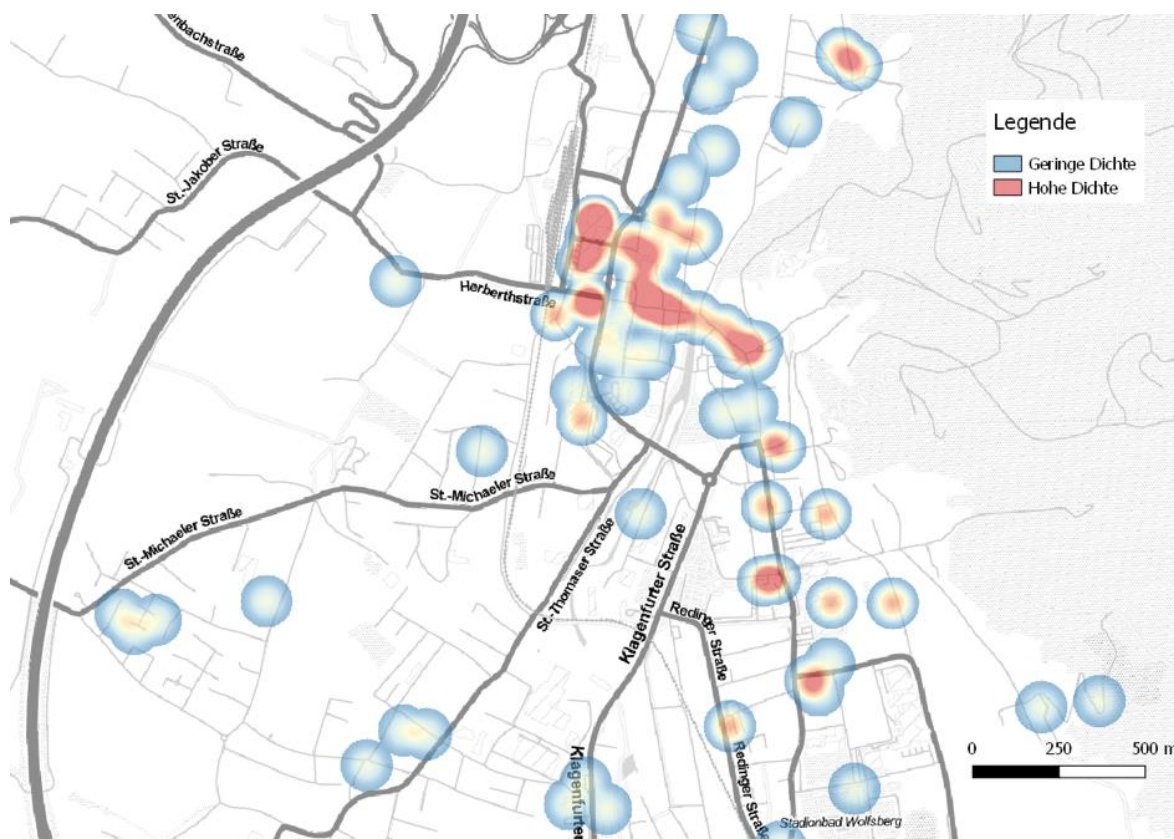 enbachstraße
St.-Jakober Straße
Legende
Geringe Dichte
Hohe Dichte
Herberthstraße
St.-Michaeler Straße
St.-Michaeler Straße
St.-Thomaser Straße
Klagenfurter Straße
Redinger Straße
Redinger Straße
Klagenfurter
0 250 500 m
Stadionbad Wolfsberg